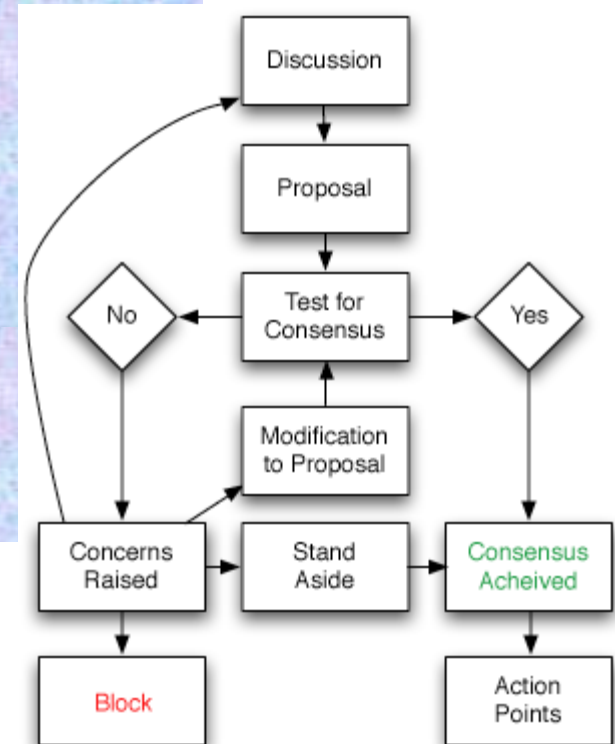 Discussion
Proposal
Test for
Consensus
No
Yes
Modification
to Proposal
Concerns
Raised
Stand
Aside
Consensus
Acheived
Block
Action
Points